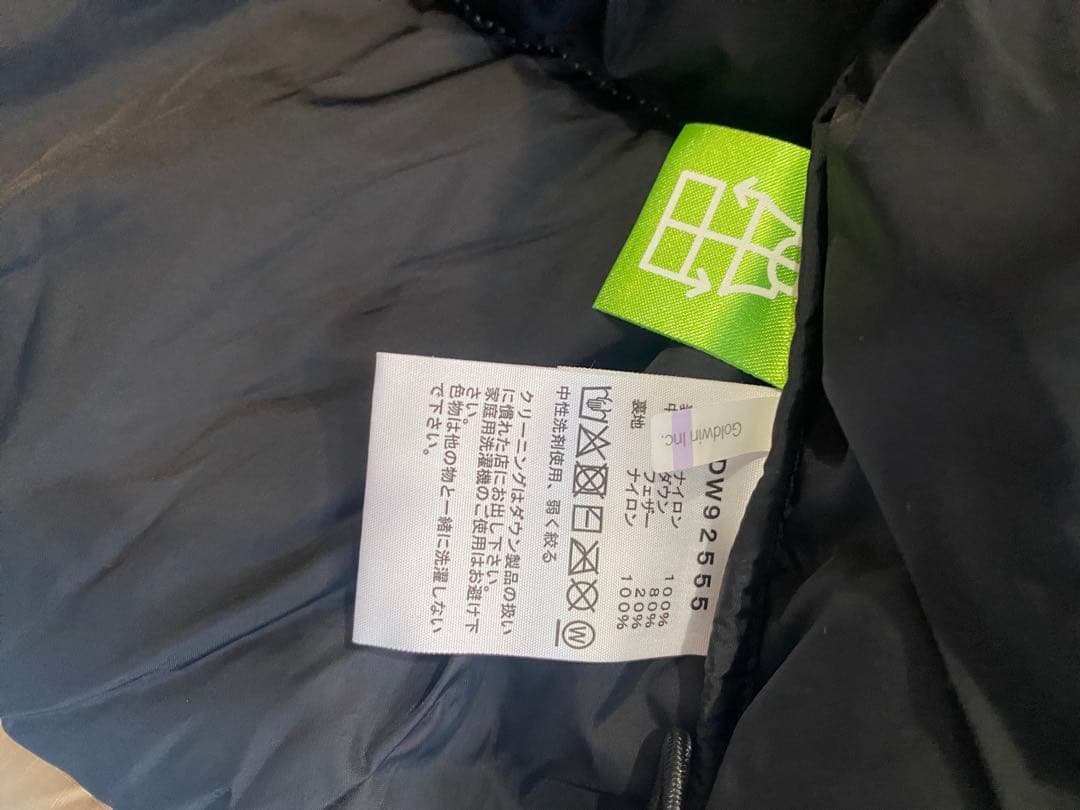 DW92555
ナイロン 100%
ダウン 80%
フェザー 20%
裏地 ナイロン 100%
W
中性洗剤使用、弱く絞る
クリーニングはダウン製品の扱い
に慣れた店にお出し下さい。
家庭用洗濯機のご使用はお避け下
さい。
色物は他の物と一緒に洗濯しない
で下さい。
Goldwin Inc.